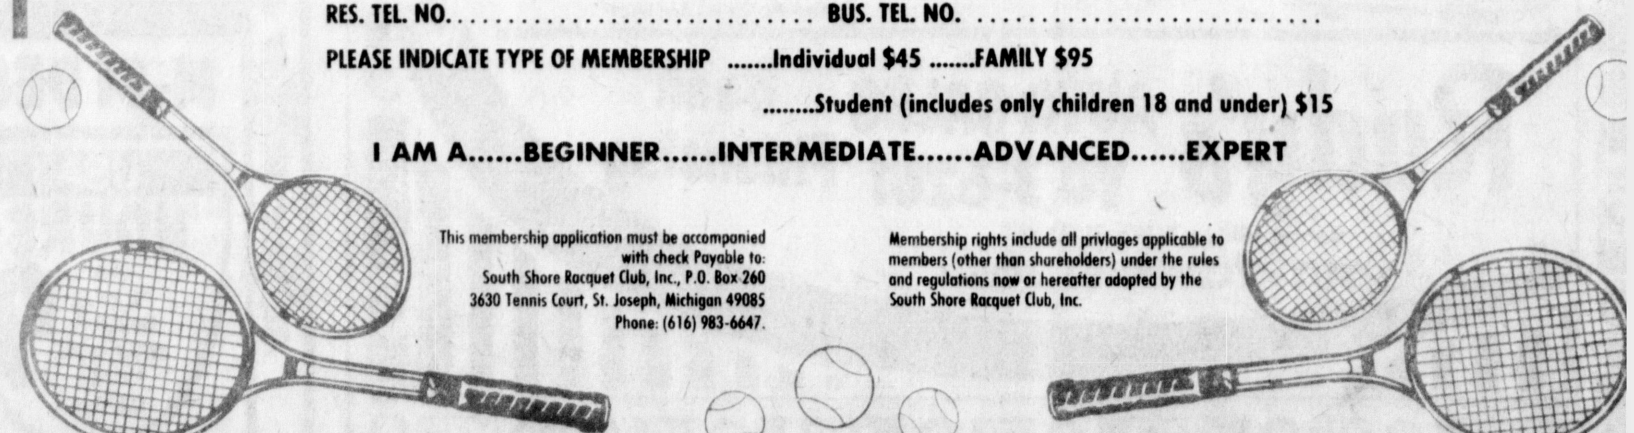 RES. TEL. NO. . . . . . . . . . . . . . . . . . . . . . . . . . . . . . BUS. TEL. NO. . . . . . . . . . . . . . . . . . . . . . . . . . . . .
PLEASE INDICATE TYPE OF MEMBERSHIP .......Individual $45 .......FAMILY $95
.........Student (includes only children 18 and under) $15
I AM A......BEGINNER......INTERMEDIATE......ADVANCED......EXPERT
This membership application must be accompanied
with check Payable to:
South Shore Racquet Club, Inc., P.O. Box 260
3630 Tennis Court, St. Joseph, Michigan 49085
Phone: (616) 983-6647.
Membership rights include all privlages applicable to
members (other than shareholders) under the rules
and regulations now or hereafter adopted by the
South Shore Racquet Club, Inc.